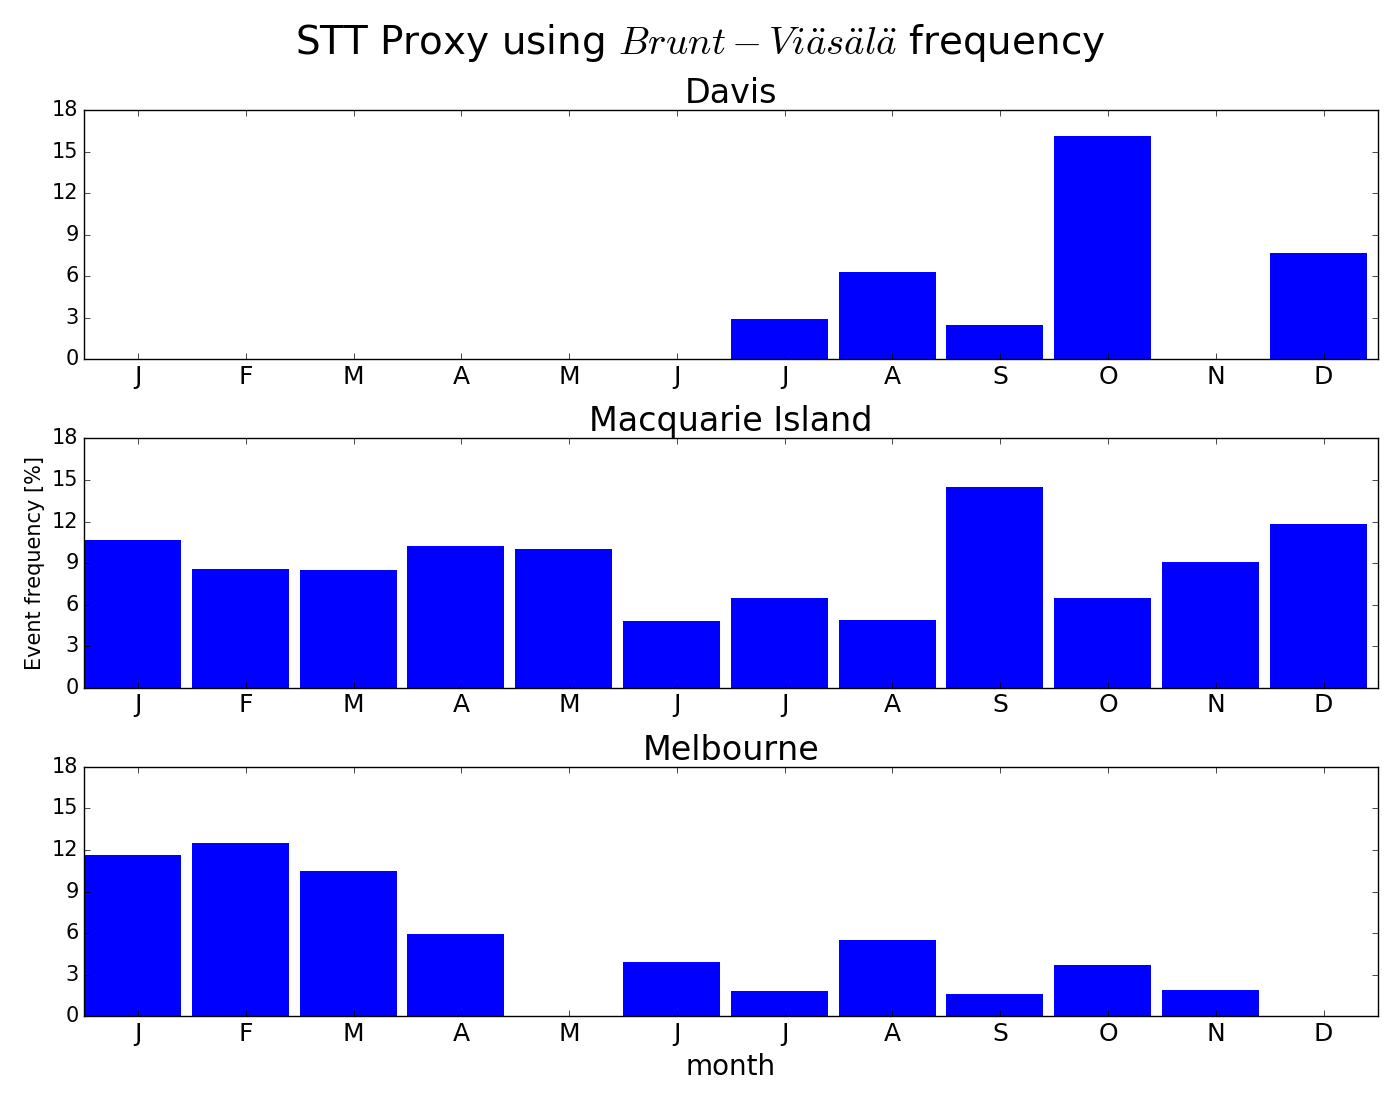 STT Proxy using Brunt − Viäsälä frequency
Davis
18
15
12
9
6
3
0
J F M A M J J A S O N D
Macquarie Island
Event frequency [%]
18
15
12
9
6
3
0
J F M A M J J A S O N D
Melbourne
18
15
12
9
6
3
0
J F M A M J J A S O N D
month